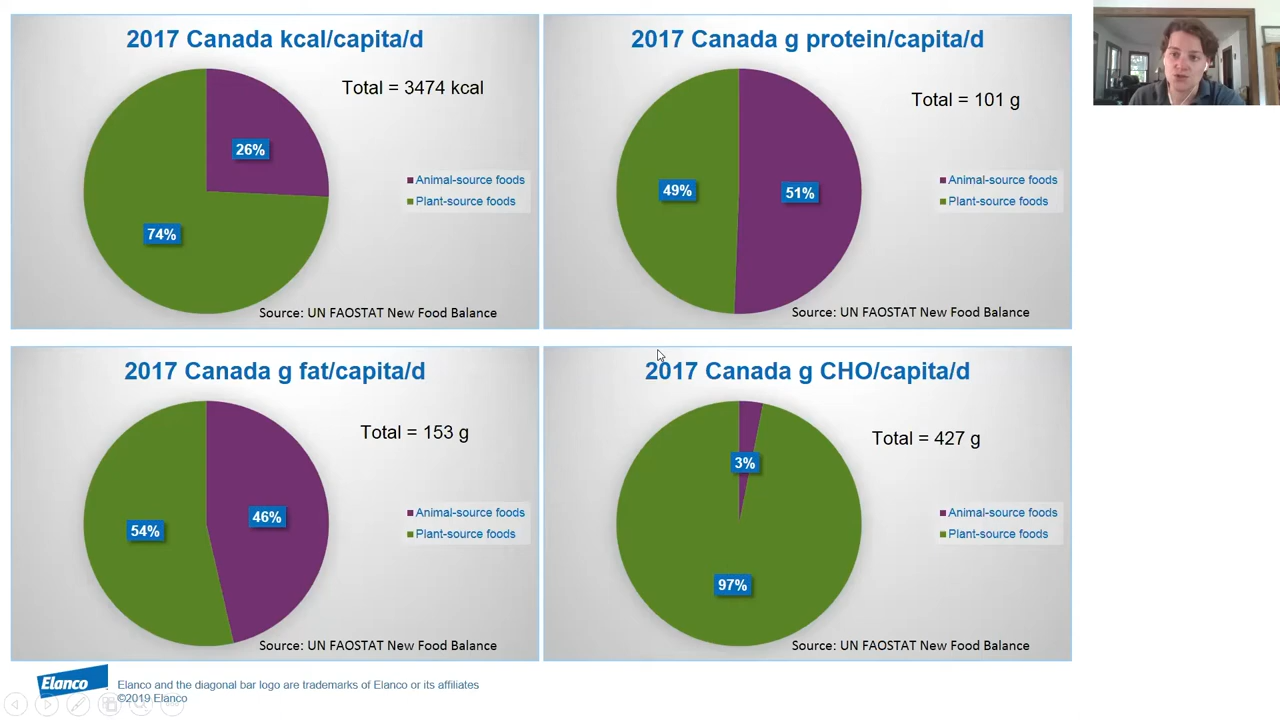 2017 Canada kcal/capita/d
Total = 3474 kcal
26%
74%
Animal-source foods
Plant-source foods
Source: UN FAOSTAT New Food Balance
2017 Canada g protein/capita/d
Total = 101 g
49%
51%
Animal-source foods
Plant-source foods
Source: UN FAOSTAT New Food Balance
2017 Canada g fat/capita/d
Total = 153 g
54%
46%
Animal-source foods
Plant-source foods
Source: UN FAOSTAT New Food Balance
2017 Canada g CHO/capita/d
Total = 427 g
3%
97%
Animal-source foods
Plant-source foods
Source: UN FAOSTAT New Food Balance
Elanco
Elanco and the diagonal bar logo are trademarks of Elanco or its affiliates
©2019 Elanco